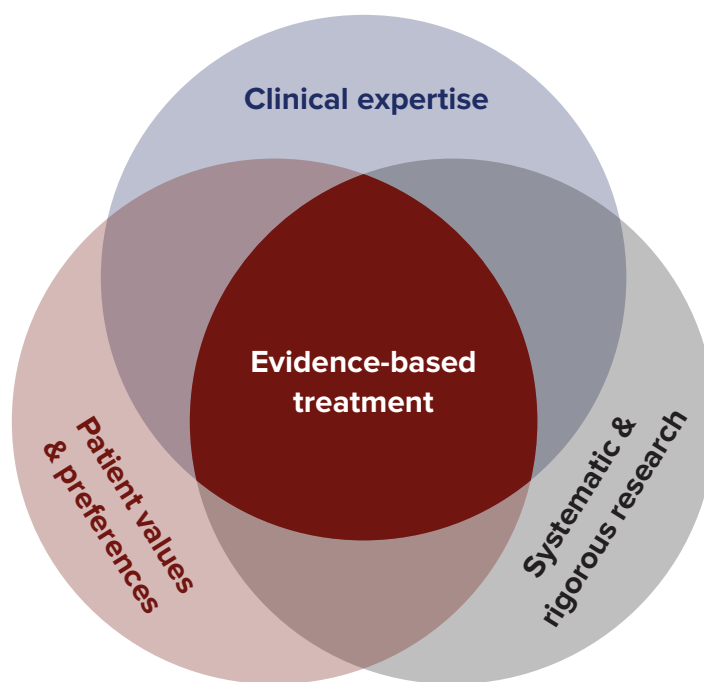 Clinical expertise
Evidence-based
treatment
Patient values
& preferences
Systematic &
rigorous research